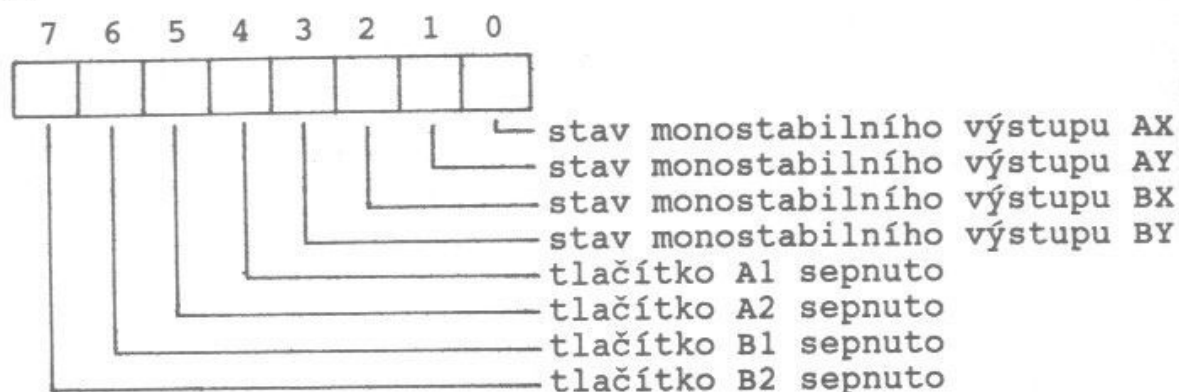 7 6 5 4 3 2 1 0
stav monostabilního výstupu AX
stav monostabilního výstupu AY
stav monostabilního výstupu BX
stav monostabilního výstupu BY
tlačítko A1 sepnuto
tlačítko A2 sepnuto
tlačítko B1 sepnuto
tlačítko B2 sepnuto